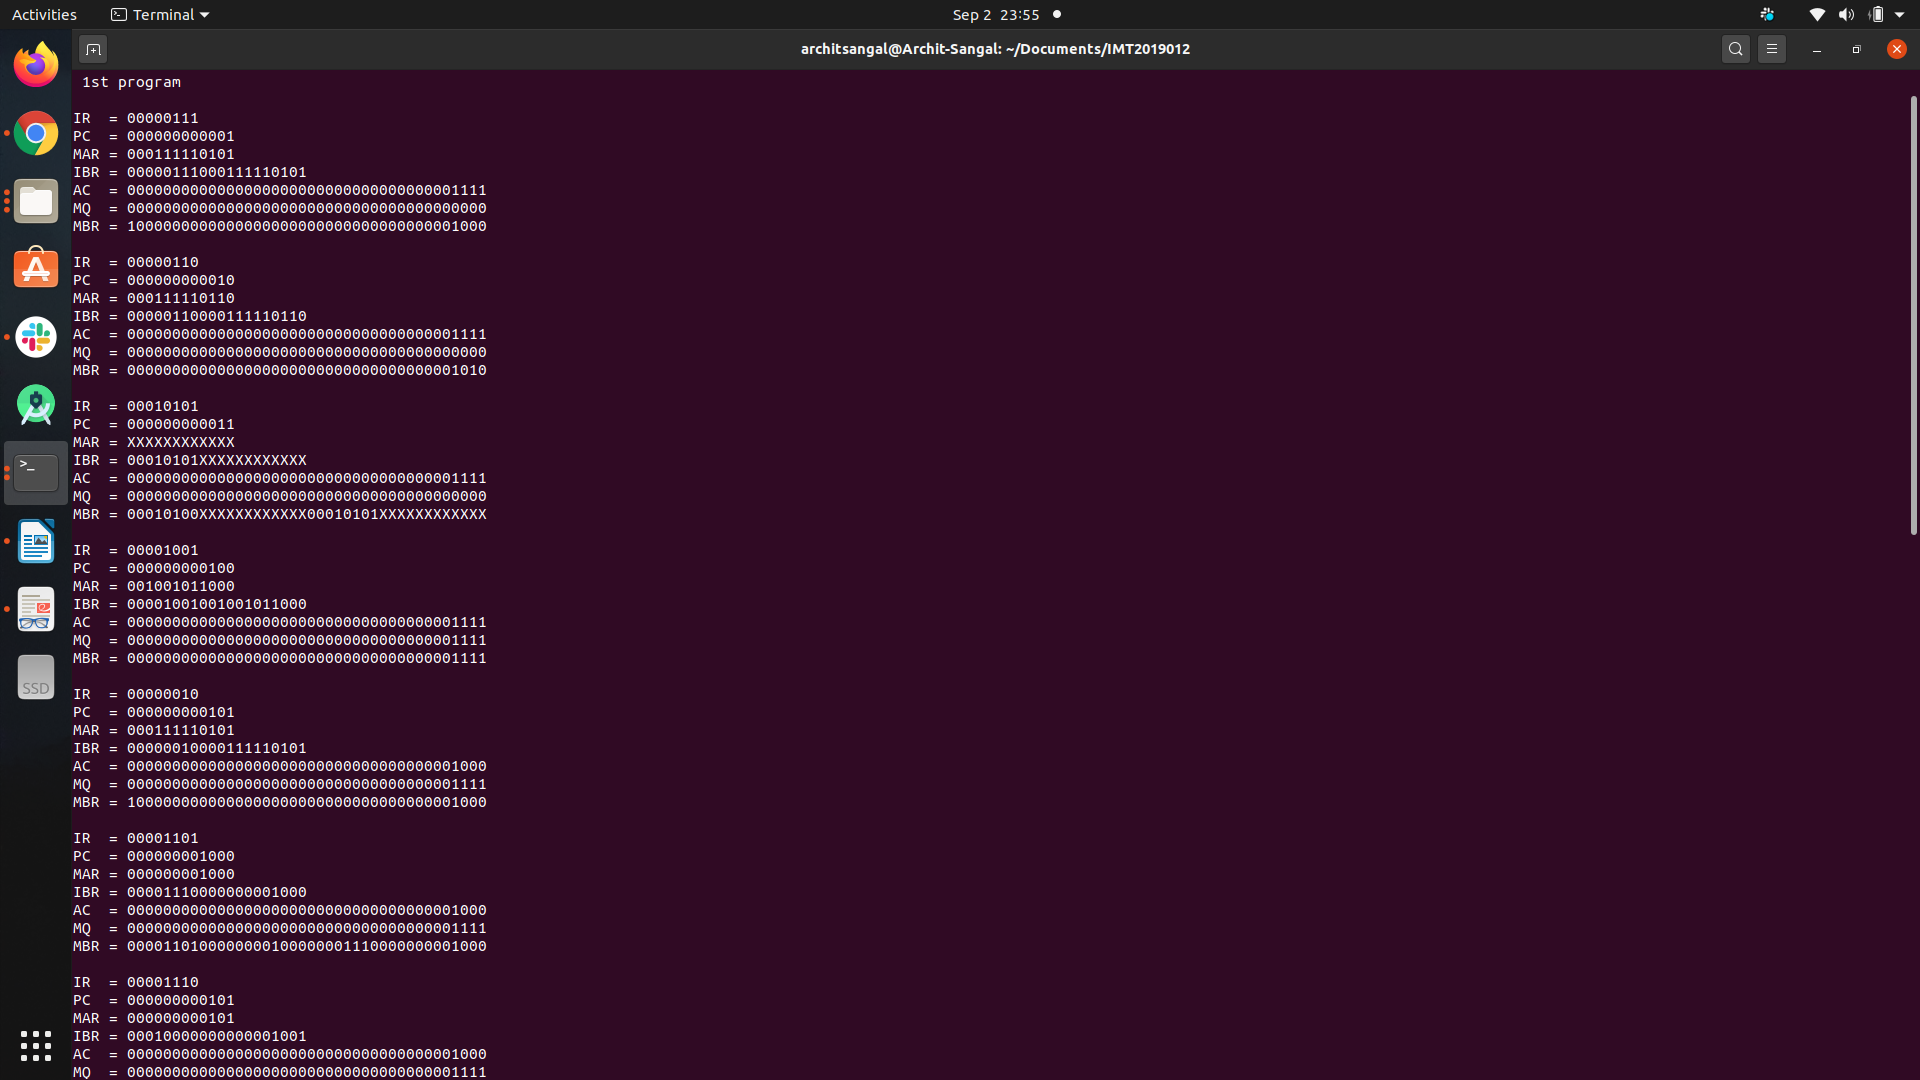 Activities
Terminal
Sep 2 23:55
architsangal@Archit-Sangal: ~/Documents/IMT2019012
1st program
IR = 00000111
PC = 000000000001
MAR = 000111110101
IBR = 00000111000111110101
AC = 0000000000000000000000000000000000001111
MQ = 0000000000000000000000000000000000000000
MBR = 1000000000000000000000000000000000001000
IR = 00000110
PC = 000000000010
MAR = 000111110110
IBR = 00000110000111110110
AC = 0000000000000000000000000000000000001111
MQ = 0000000000000000000000000000000000000000
MBR = 0000000000000000000000000000000000001010
IR = 00010101
PC = 000000000011
MAR = XXXXXXXXXXXX
IBR = 00010101XXXXXXXXXXXX
AC = 0000000000000000000000000000000000001111
MQ = 0000000000000000000000000000000000000000
MBR = 00010100XXXXXXXXXXXX00010101XXXXXXXXXXXX
IR = 00001001
PC = 000000000100
MAR = 001001011000
IBR = 00001001001001011000
AC = 0000000000000000000000000000000000001111
MQ = 0000000000000000000000000000000000001111
MBR = 0000000000000000000000000000000000001111
IR = 00000010
PC = 000000000101
MAR = 000111110101
IBR = 00000010000111110101
AC = 0000000000000000000000000000000000001000
MQ = 0000000000000000000000000000000000001111
MBR = 1000000000000000000000000000000000001000
IR = 00001101
PC = 000000001000
MAR = 000000001000
IBR = 00001110000000001000
AC = 0000000000000000000000000000000000001000
MQ = 0000000000000000000000000000000000001111
MBR = 0000110100000000100000001110000000001000
IR = 00001110
PC = 000000000101
MAR = 000000000101
IBR = 00010000000000001001
AC = 0000000000000000000000000000000000001000
MQ = 0000000000000000000000000000000000001111
SSD